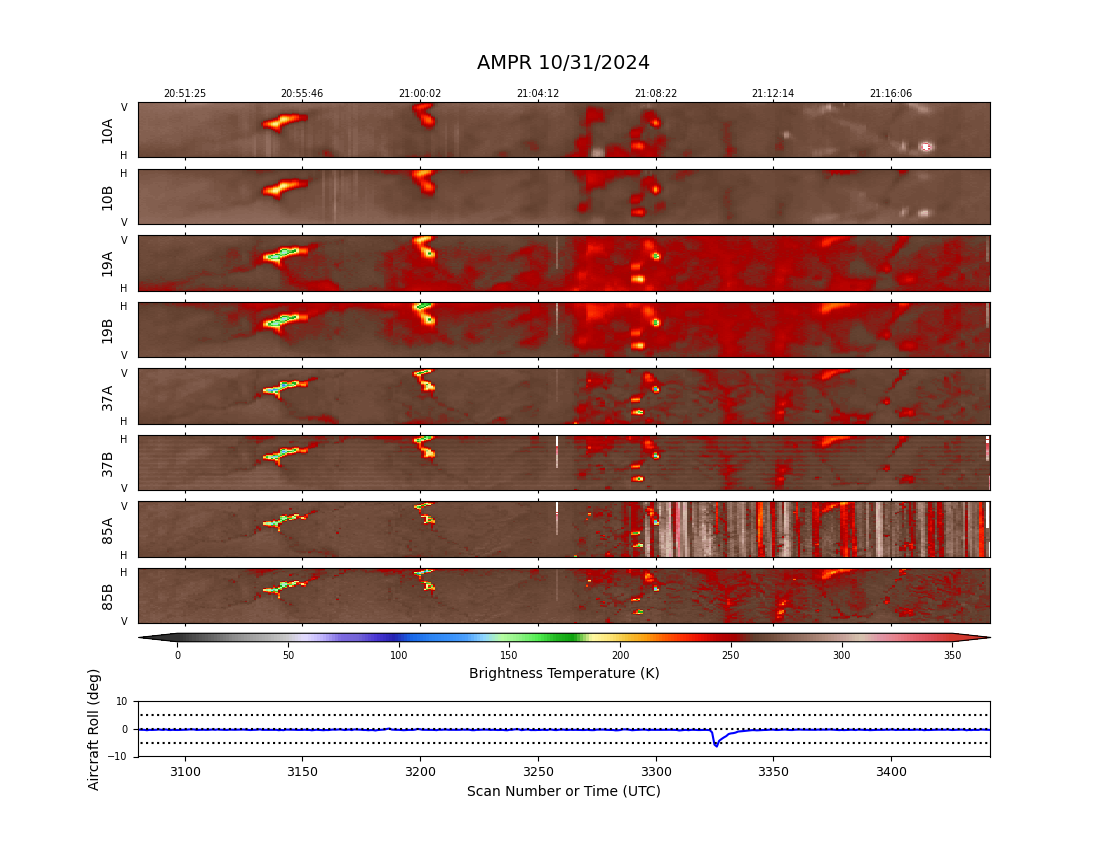 AMPR 10/31/2024
20:51:25 20:55:46 21:00:02 21:04:12 21:08:22 21:12:14 21:16:06
V
10A
H
H
10B
V
V
19A
H
H
19B
V
V
37A
H
H
37B
V
V
85A
H
H
85B
V
0 50 100 150 200 250 300 350
Brightness Temperature (K)
Aircraft Roll (deg)
10
0
−10
3100 3150 3200 3250 3300 3350 3400
Scan Number or Time (UTC)